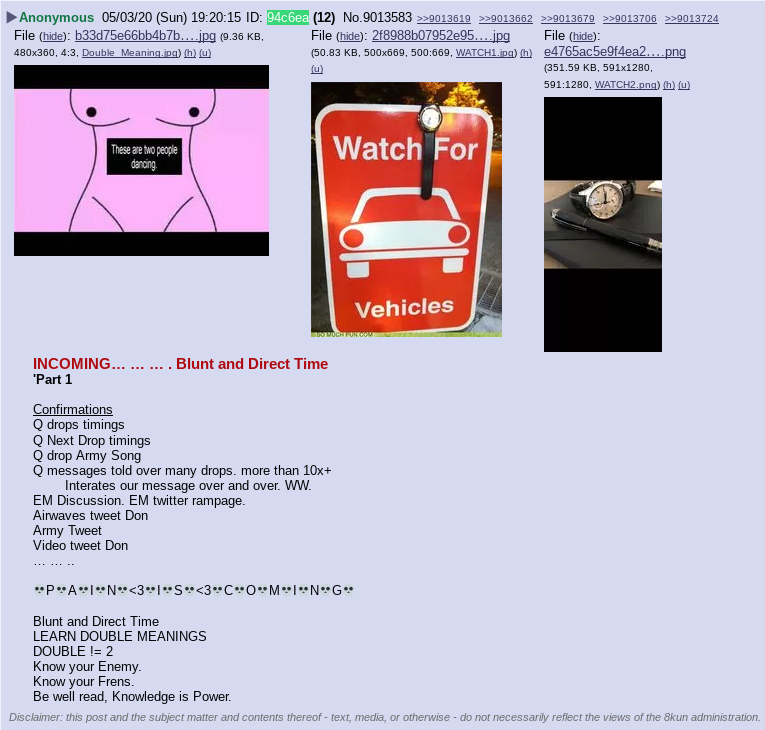 ▶Anonymous 05/03/20 (Sun) 19:20:15 ID: 94c6ea (12) No.9013583 >>9013619 >>9013662 >>9013679 >>9013706 >>9013724
File (hide): b33d75e66bb4b7b….jpg (9.36 KB, 480x360, 4:3, Double_Meaning.jpg) (h) (u)
File (hide): 2f8988b07952e95….jpg (50.83 KB, 500x669, 500:669, WATCH1.jpg) (h) (u)
File (hide): e4765ac5e9f4ea2….png (351.59 KB, 591x1280, 591:1280, WATCH2.png) (h) (u)
These are two people
dancing.
Watch For
Vehicles
SO MUCH PUN.COM
INCOMING… … … . Blunt and Direct Time
'Part 1
Confirmations
Q drops timings
Q Next Drop timings
Q drop Army Song
Q messages told over many drops. more than 10x+
Interates our message over and over. WW.
EM Discussion. EM twitter rampage.
Airwaves tweet Don
Army Tweet
Video tweet Don
… … ..
💀P💀A💀I💀N💀<3💀I💀S💀<3💀C💀O💀M💀I💀N💀G💀
Blunt and Direct Time
LEARN DOUBLE MEANINGS
DOUBLE != 2
Know your Enemy.
Know your Frens.
Be well read, Knowledge is Power.
Disclaimer: this post and the subject matter and contents thereof - text, media, or otherwise - do not necessarily reflect the views of the 8kun administration.